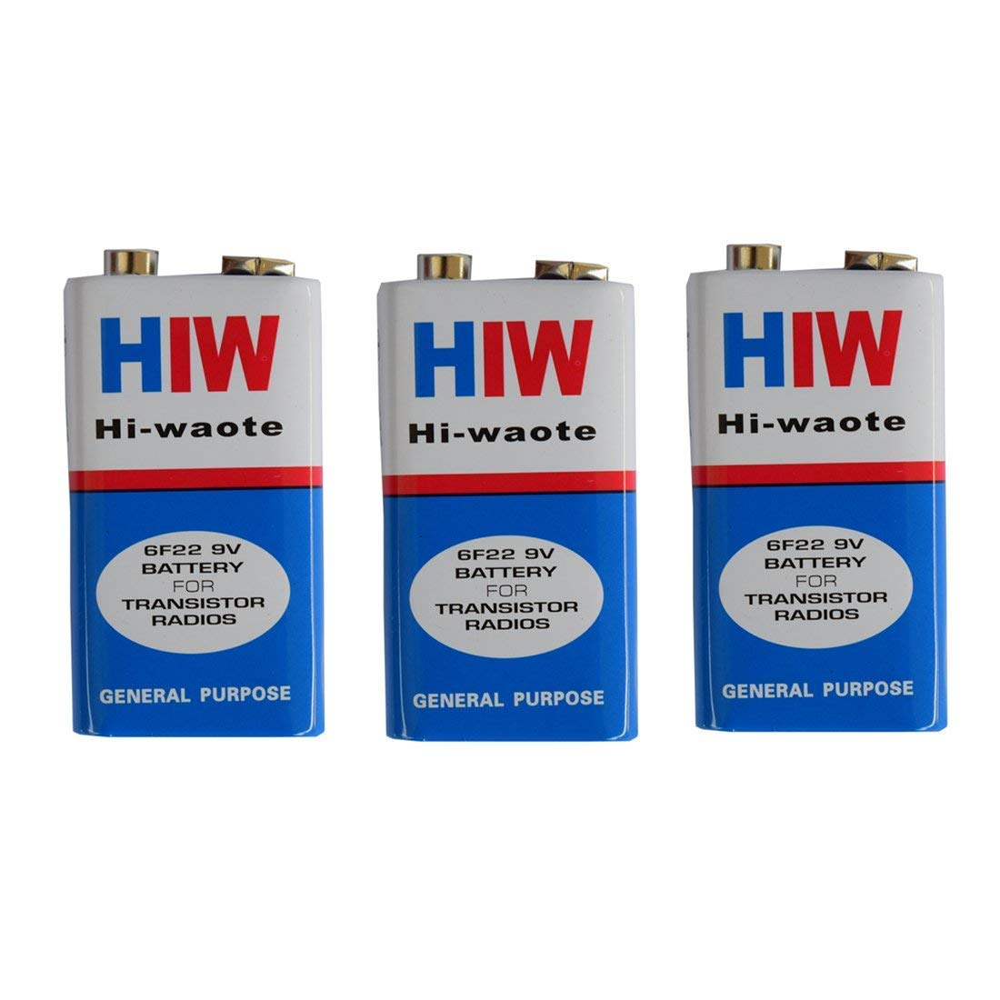 HIW
Hi-waote
6F22 9V
BATTERY
FOR
TRANSISTOR
RADIOS
GENERAL PURPOSE
HIW
Hi-waote
6F22 9V
BATTERY
FOR
TRANSISTOR
RADIOS
GENERAL PURPOSE
HIW
Hi-waote
6F22 9V
BATTERY
FOR
TRANSISTOR
RADIOS
GENERAL PURPOSE